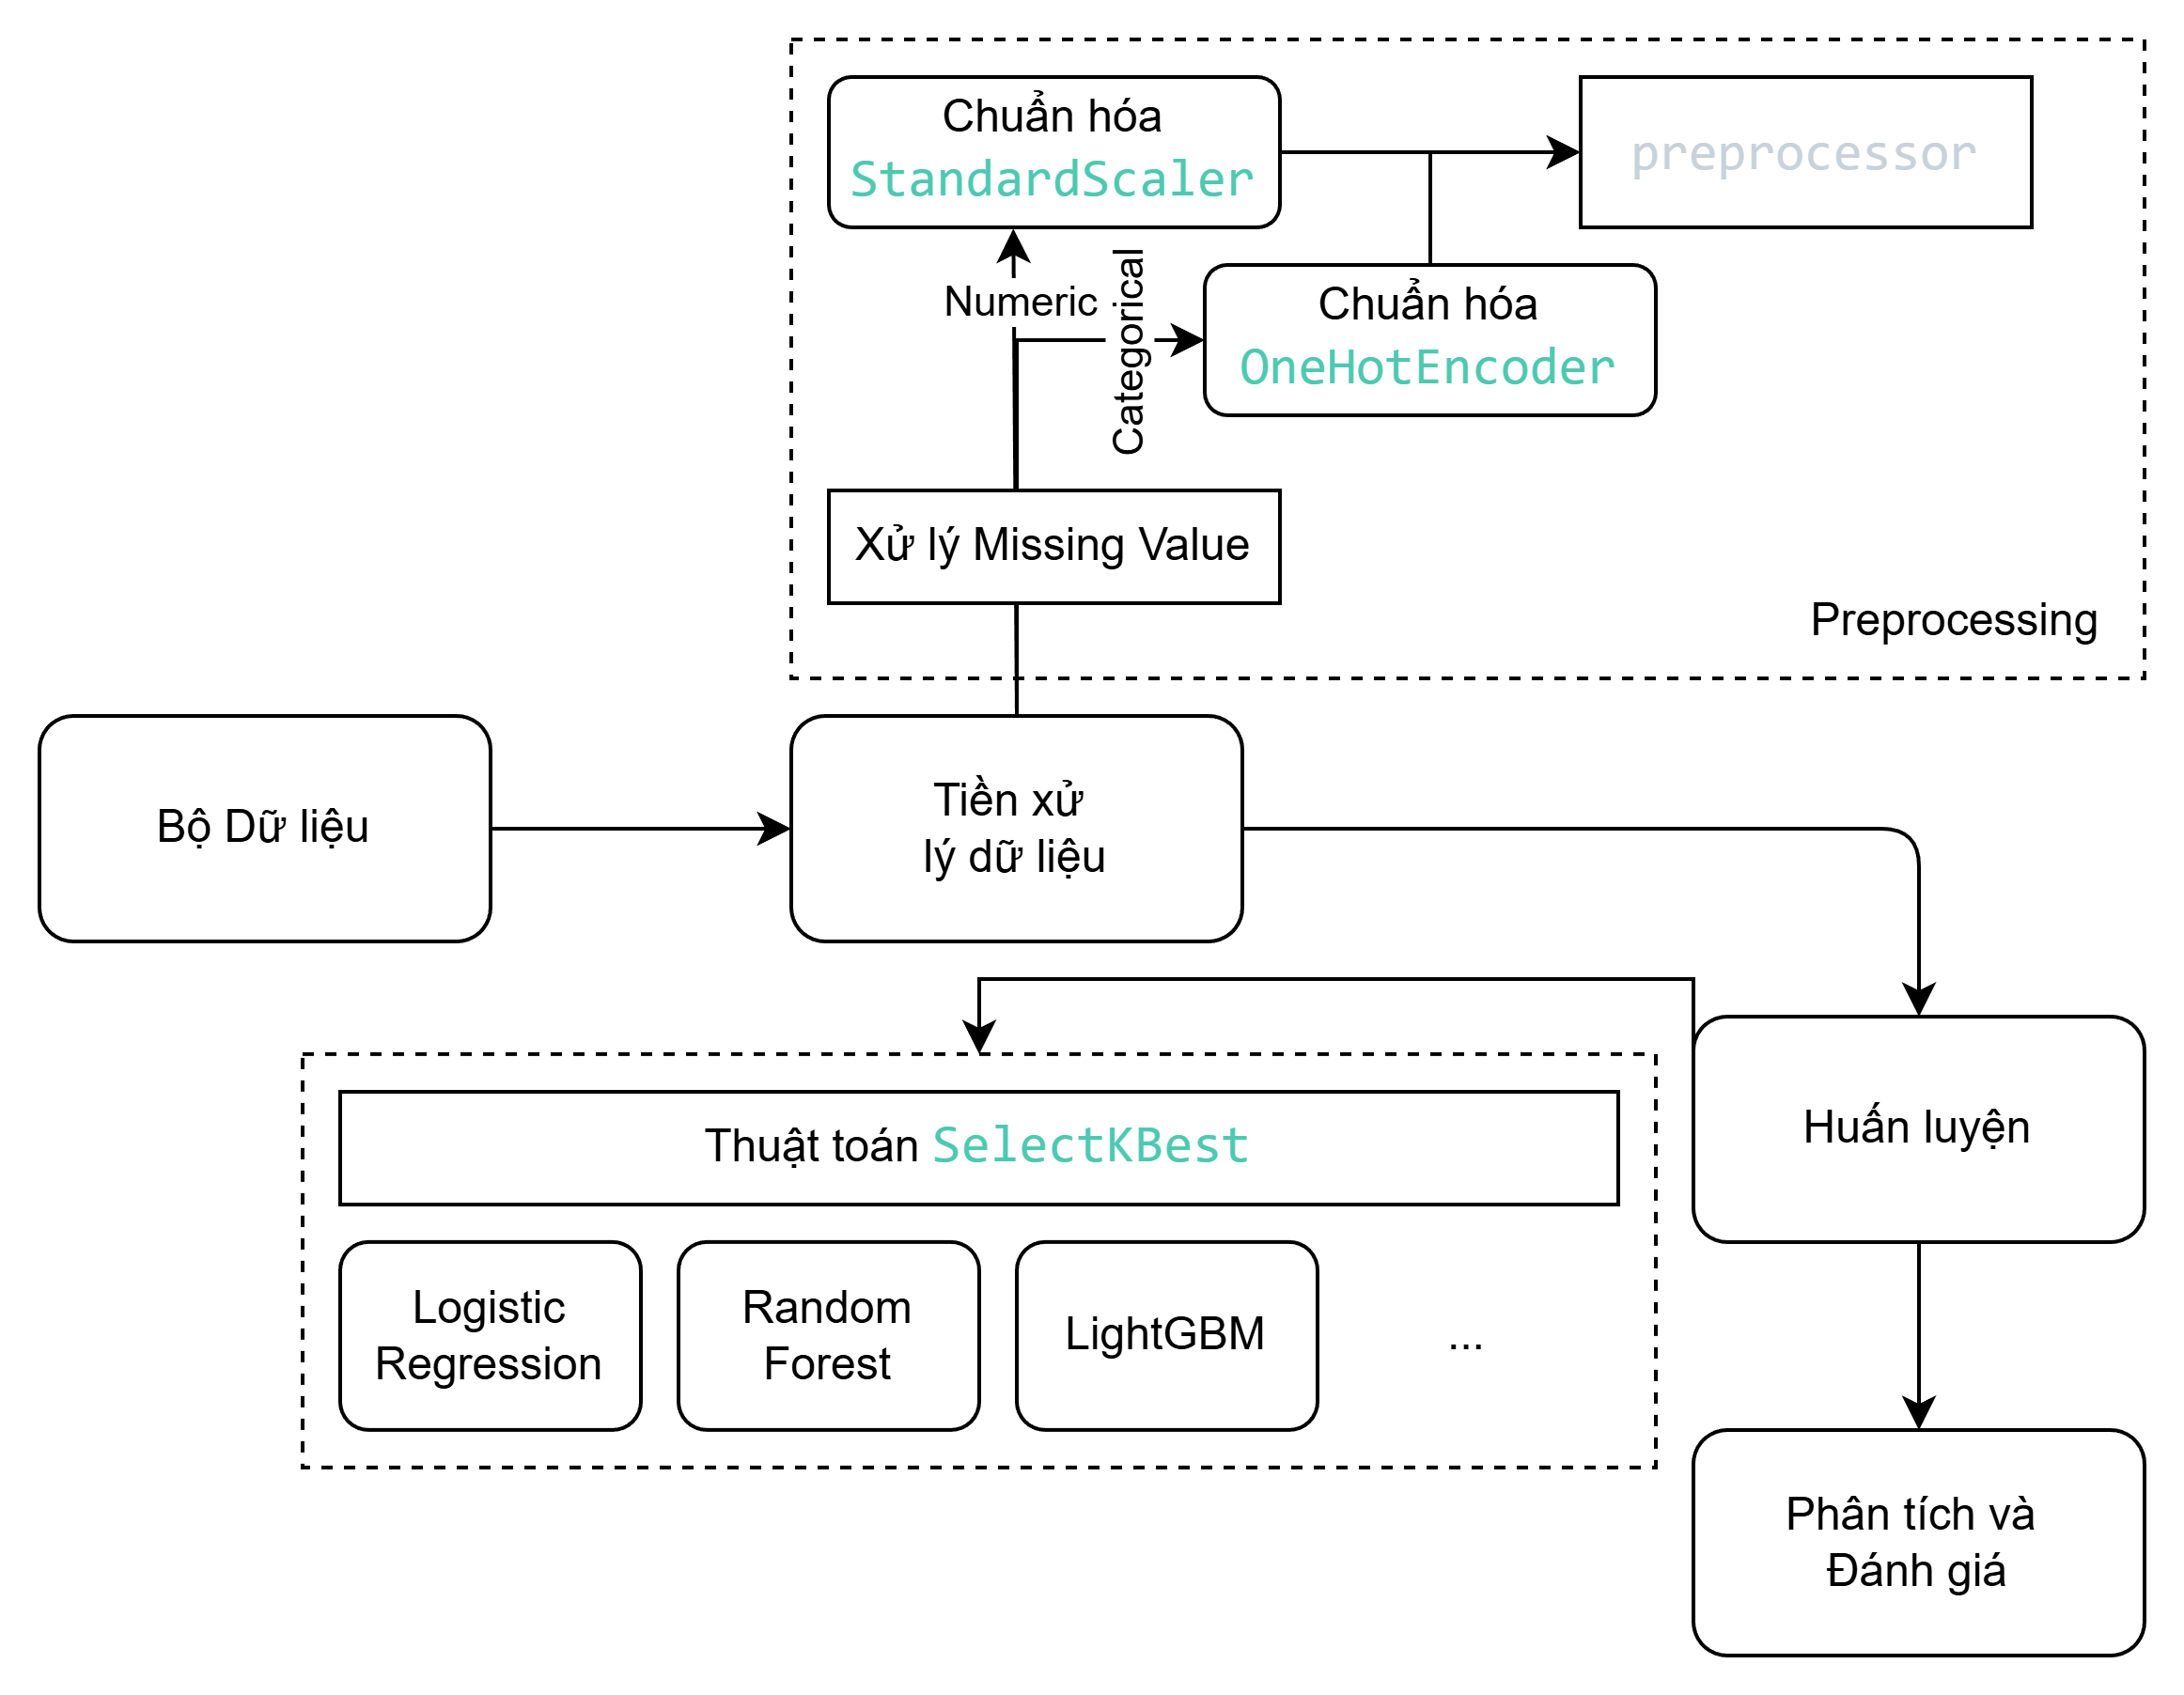 Chuẩn hóa
StandardScaler
preprocessor
Numeric
Categorical
Chuẩn hóa
OneHotEncoder
Xử lý Missing Value
Preprocessing
Bộ Dữ liệu
Tiền xử
lý dữ liệu
Huấn luyện
Thuật toán SelectKBest
Logistic
Regression
Random
Forest
LightGBM
...
Phân tích và
Đánh giá